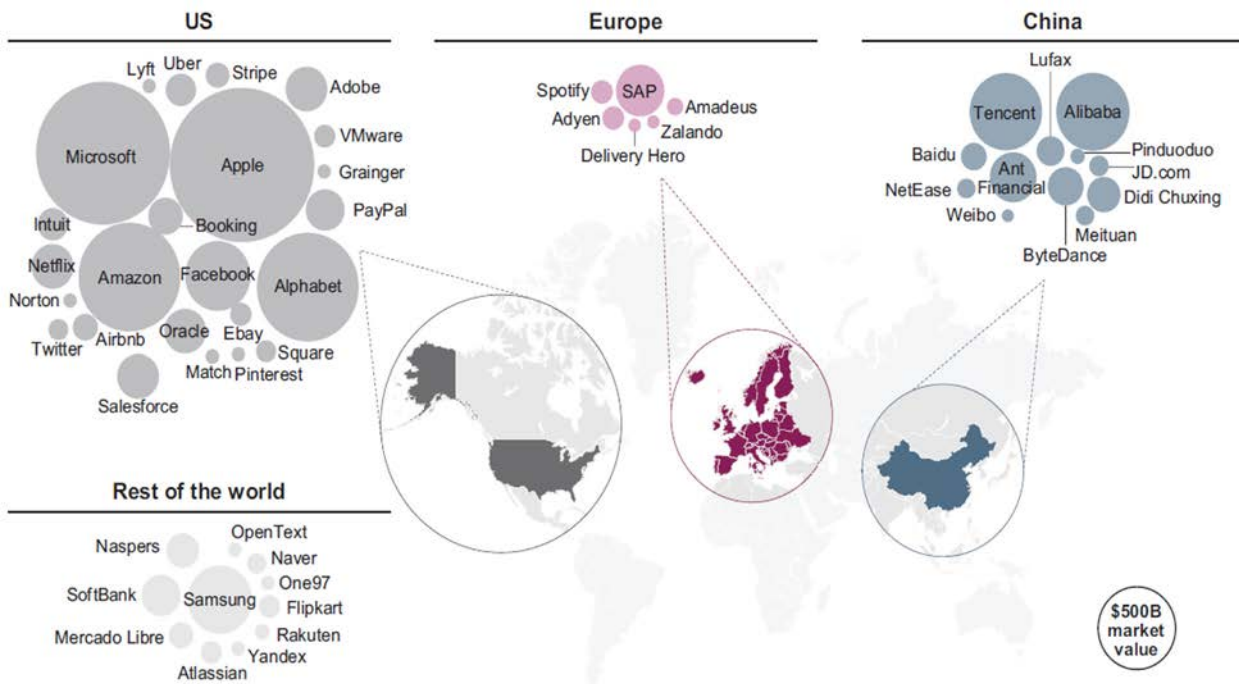 US
Lyft
Uber
Stripe
Adobe
Microsoft
Apple
VMware
Grainger
PayPal
Intuit
Booking
Netflix
Amazon
Facebook
Alphabet
Norton
Twitter
Airbnb
Oracle
Ebay
Square
Match
Pinterest
Salesforce
Europe
Spotify
SAP
Adyen
Amadeus
Zalando
Delivery Hero
China
Lufax
Tencent
Alibaba
Baidu
Pinduoduo
JD.com
Ant
Financial
NetEase
Didi Chuxing
Weibo
Meituan
ByteDance
Rest of the world
OpenText
Naspers
Naver
One97
SoftBank
Samsung
Flipkart
Mercado Libre
Rakuten
Yandex
Atlassian
$500B
market
value